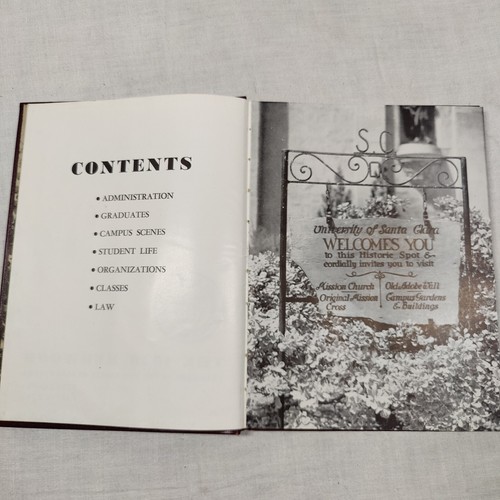 CONTENTS
• ADMINISTRATION
• GRADUATES
• CAMPUS SCENES
• STUDENT LIFE
• ORGANIZATIONS
• CLASSES
• LAW
S. C.
University of Santa Clara
WELCOMES YOU
to this Historic Spot &
cordially invites you to visit
Mission Church
Original Mission
Cross
Old Adobe Wall
Campus Gardens
& Buildings